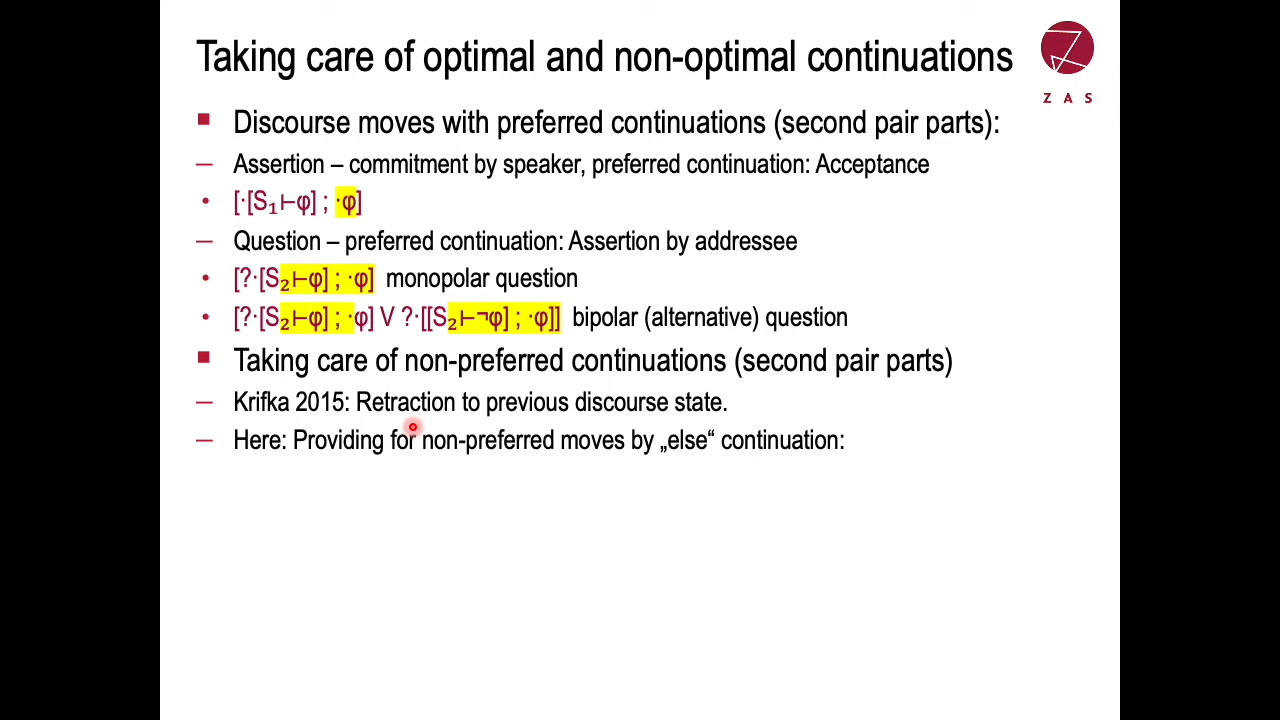 Taking care of optimal and non-optimal continuations
Z A S
■ Discourse moves with preferred continuations (second pair parts):
– Assertion – commitment by speaker, preferred continuation: Acceptance
• [·[S₁⊢φ] ; ·φ]
– Question – preferred continuation: Assertion by addressee
• [?·[S₂⊢φ] ; ·φ] monopolar question
• [?·[S₂⊢φ] ; ·φ] V ?·[[S₂⊢¬φ] ; ·φ]] bipolar (alternative) question
■ Taking care of non-preferred continuations (second pair parts)
– Krifka 2015: Retraction to previous discourse state.
– Here: Providing for non-preferred moves by „else“ continuation: